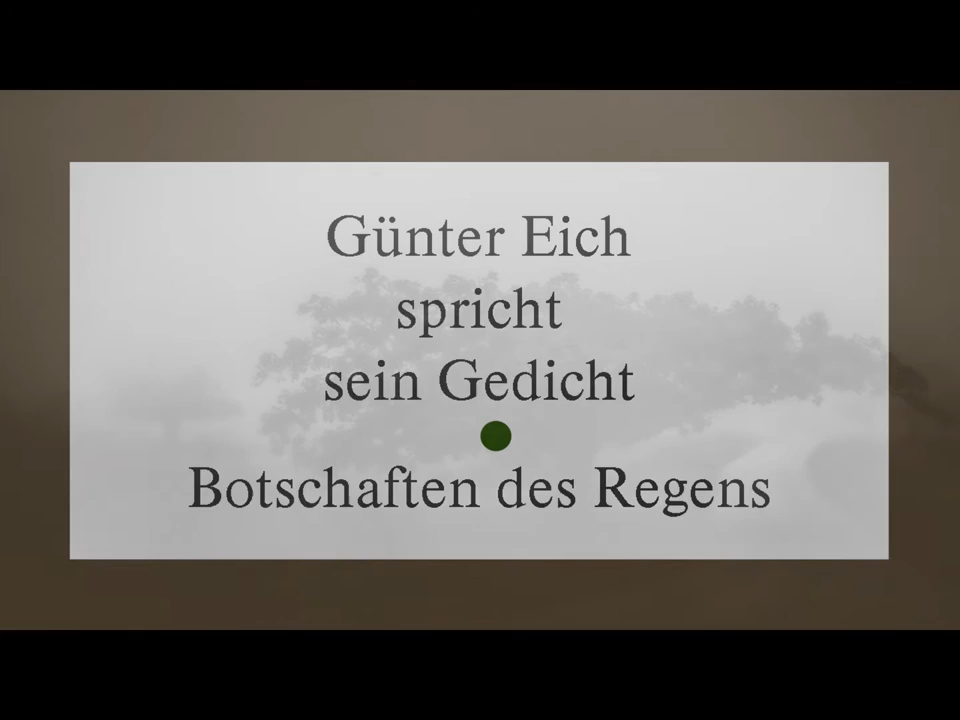 Günter Eich
spricht
sein Gedicht
Botschaften des Regens